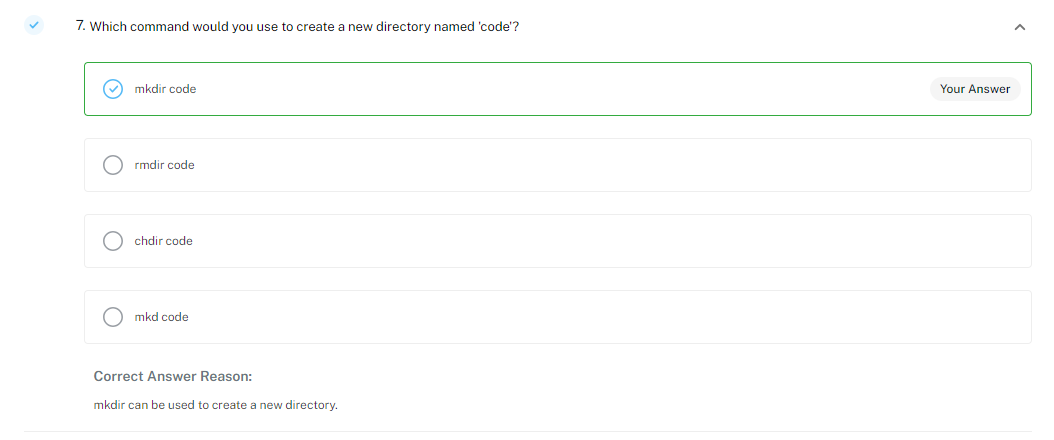 7. Which command would you use to create a new directory named 'code'?
mkdir code
Your Answer
rmdir code
chdir code
mkd code
Correct Answer Reason:
mkdir can be used to create a new directory.